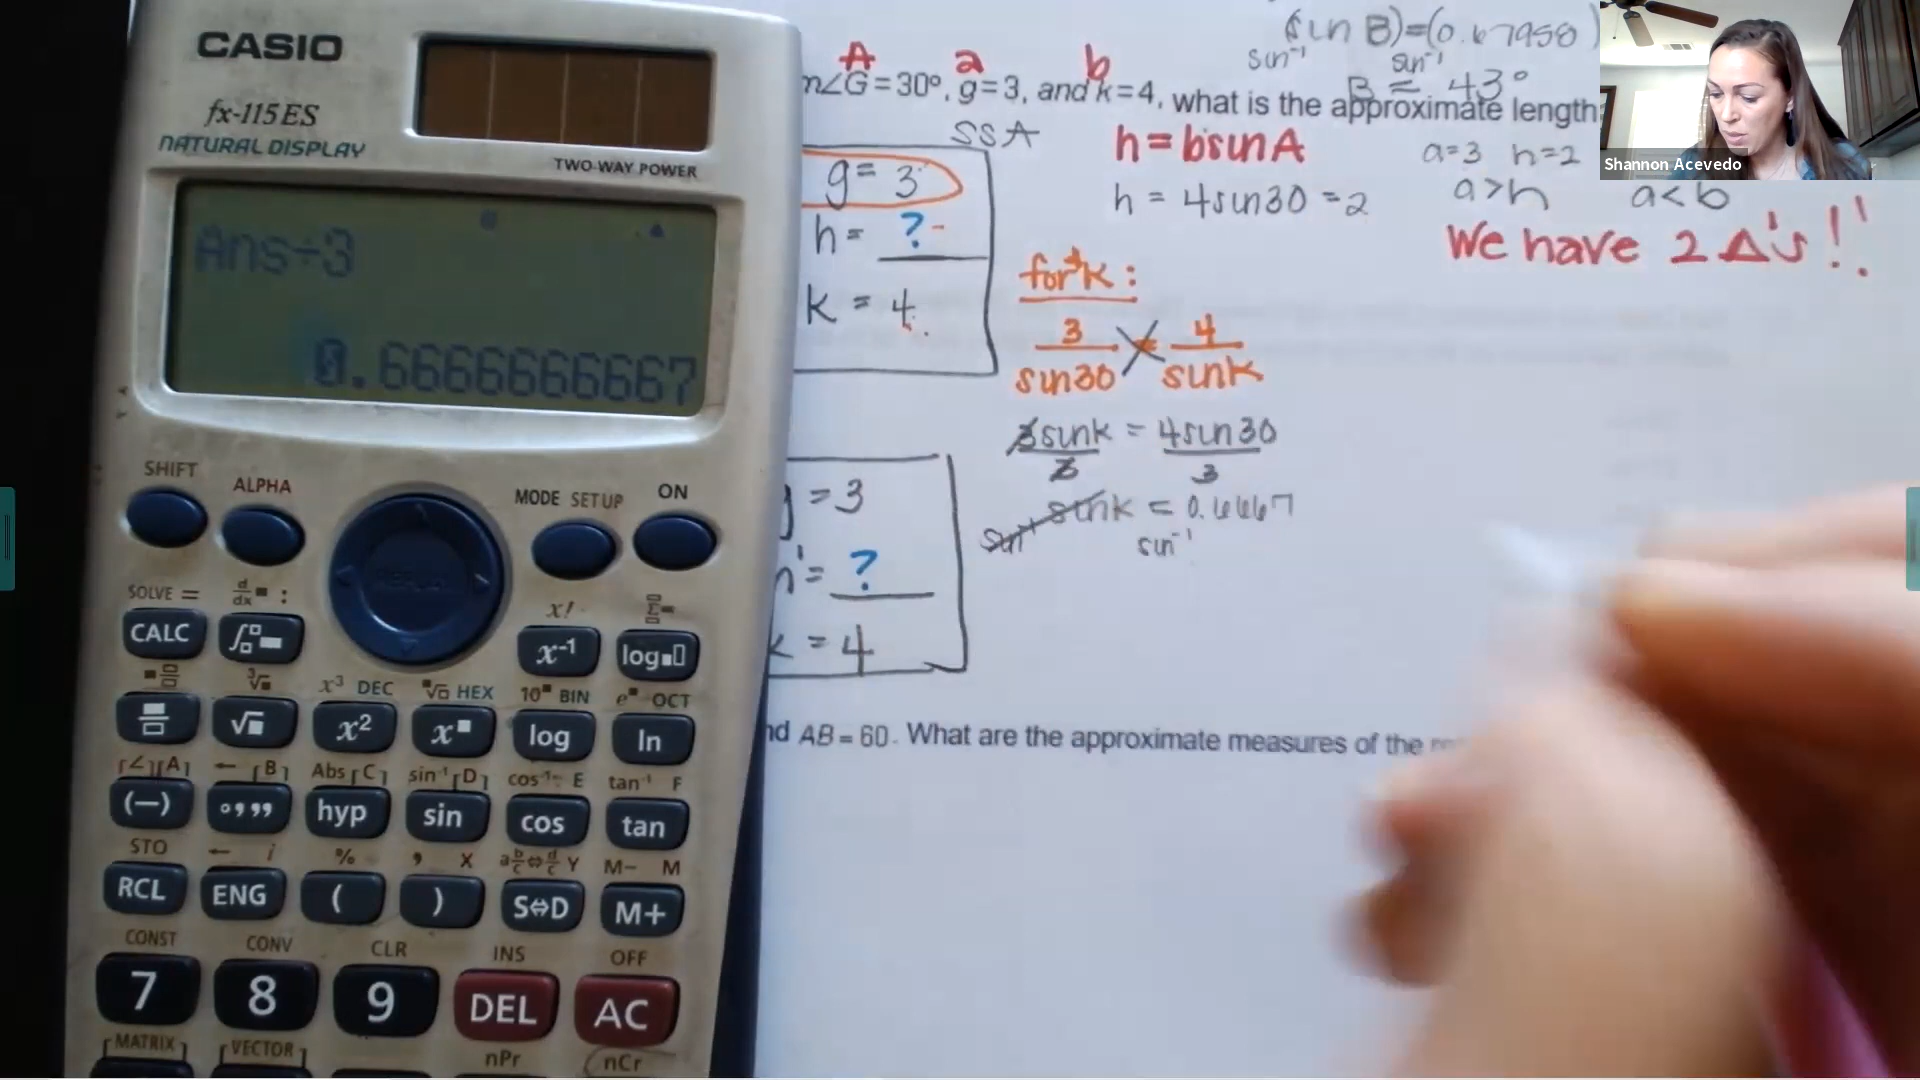 CASIO
fx-115ES
NATURAL DISPLAY
TWO WAY POWER
Ans÷3
0.6666666667
SHIFT
ALPHA
MODE SETUP
ON
SOLVE =
d/dx :
x!
Σ
CALC
x⁻¹
log
x³ DEC
HEX
10 BIN
e OCT
x²
log
ln
∠ A
← B
Abs C
sin⁻¹ D
cos⁻¹ E
tan⁻¹ F
(−)
hyp
sin
cos
tan
STO
← i
%
, X
Y
M− M
RCL
ENG
(
)
S⇔D
M+
CONST
CONV
CLR
INS
OFF
7
8
9
DEL
AC
MATRIX
VECTOR
nPr
nCr
(sin B)=(0.67958)
sin⁻¹ sin⁻¹
B = 43°
A a b
m∠G=30°, g=3, and k=4, what is the approximate length
SSA
g= 3
h= ?
k = 4
h=bsinA
h = 4sin30 =2
a=3 h=2
a>h a<b
We have 2 Δ's!!
for∢K:
3/sin30 = 4/sinK
3sinK = 4sin30
3 3
sinK = 0.6667
sin⁻¹ sin⁻¹
=3
h'= ?
k =4
nd AB = 60. What are the approximate measures of the
Shannon Acevedo